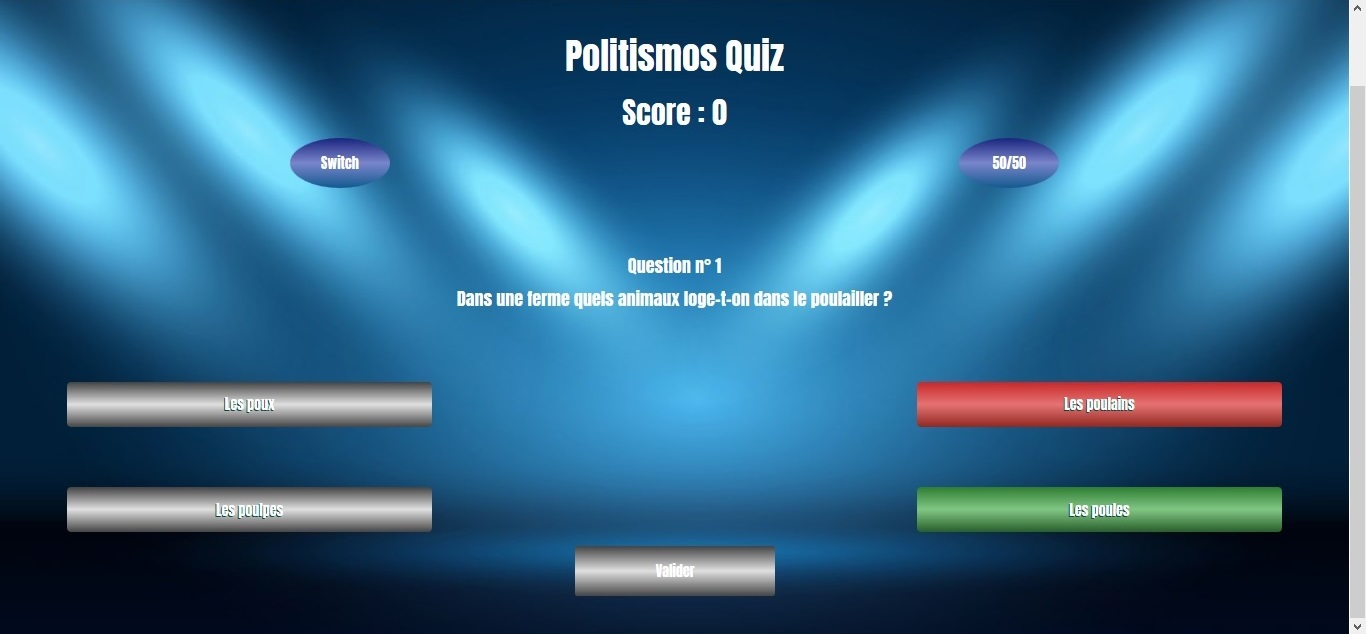 Politismos Quiz
Score : 0
Switch
50/50
Question n° 1
Dans une ferme quels animaux loge-t-on dans le poulailler ?
Les poux
Les poulains
Les poulpes
Les poules
Valider